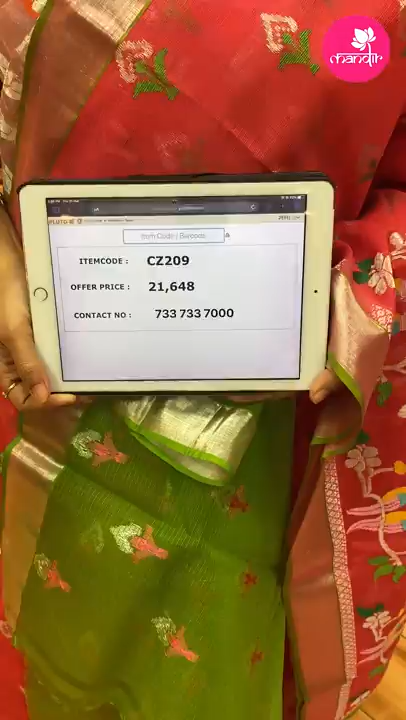 mandir
Item Code / Barcode
ITEMCODE : CZ209
OFFER PRICE : 21,648
CONTACT NO : 733 733 7000